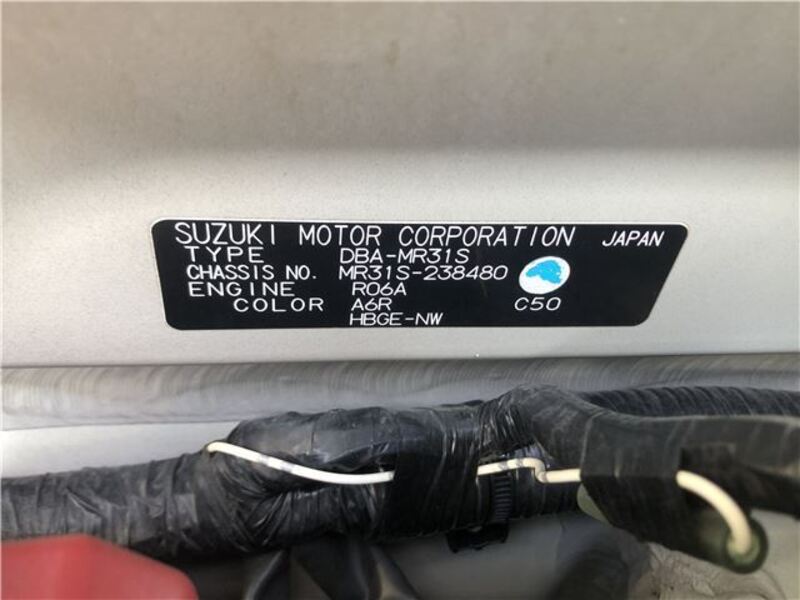 SUZUKI MOTOR CORPORATION JAPAN
TYPE DBA-MR31S
CHASSIS NO. MR31S-238480
ENGINE R06A
COLOR A6R C50
HBGE-NW